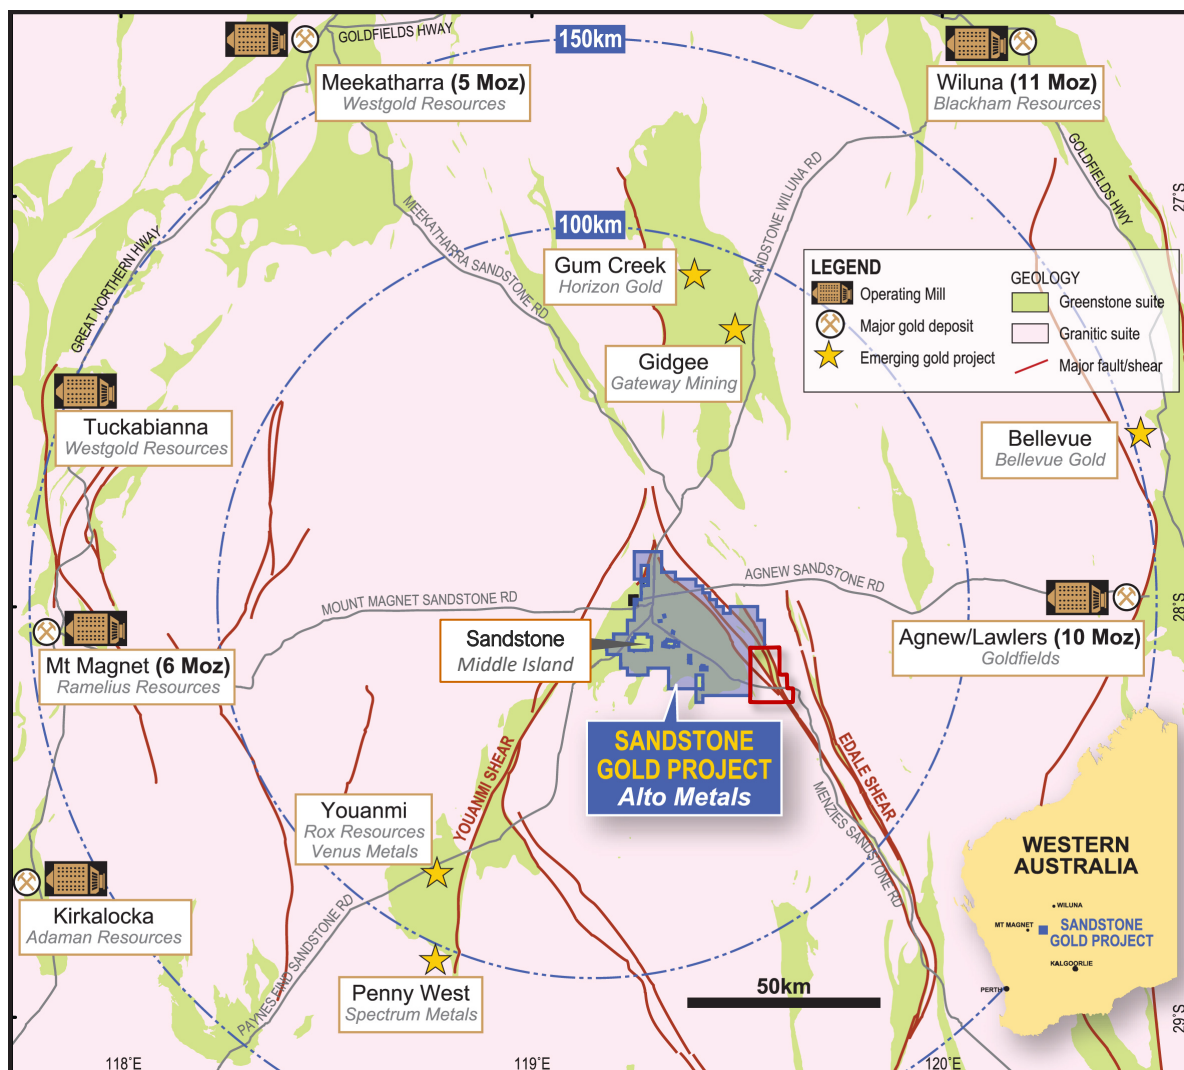 GOLDFIELDS HWY
150km
Meekatharra (5 Moz)
Westgold Resources
Wiluna (11 Moz)
Blackham Resources
GOLDFIELDS HWY
27°S
SANDSTONE WILUNA RD
MEEKATHARRA SANDSTONE RD
100km
GREAT NORTHERN HWAY
Gum Creek
Horizon Gold
LEGEND
Operating Mill
Major gold deposit
Emerging gold project
GEOLOGY
Greenstone suite
Granitic suite
Major fault/shear
Gidgee
Gateway Mining
Tuckabianna
Westgold Resources
Bellevue
Bellevue Gold
AGNEW SANDSTONE RD
MOUNT MAGNET SANDSTONE RD
28°S
Sandstone
Middle Island
Agnew/Lawlers (10 Moz)
Goldfields
Mt Magnet (6 Moz)
Ramelius Resources
SANDSTONE
GOLD PROJECT
Alto Metals
YOUANMI SHEAR
EDALE SHEAR
MENZIES SANDSTONE RD
Youanmi
Rox Resources
Venus Metals
Kirkalocka
Adaman Resources
PAYNES FIND SANDSTONE RD
Penny West
Spectrum Metals
50km
WESTERN
AUSTRALIA
WILUNA
MT MAGNET
SANDSTONE
GOLD PROJECT
KALGOORLIE
PERTH
29°S
118°E
119°E
120°E